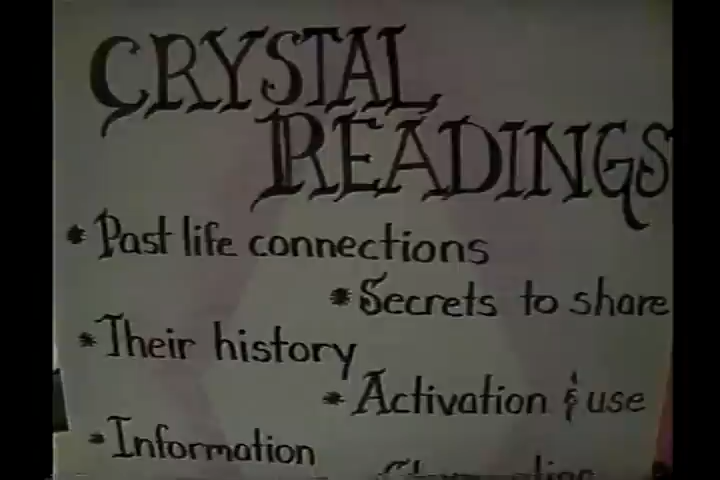 CRYSTAL
READINGS
* Past life connections
* Secrets to share
* Their history
* Activation & use
* Information